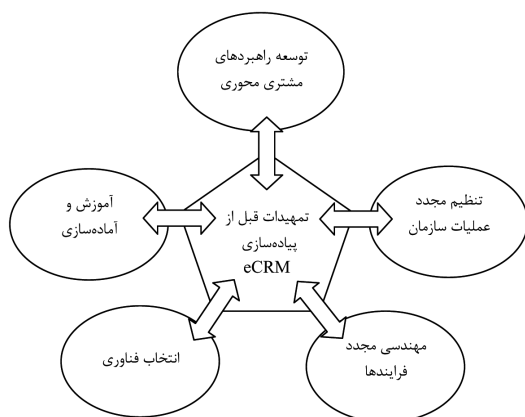 توسعه راهبردهای
مشتری محوری
تنظیم مجدد
عملیات سازمان
آموزش و
آماده‌سازی
تمهیدات قبل از
پیاده‌سازی
eCRM
مهندسی مجدد
فرایندها
انتخاب فناوری